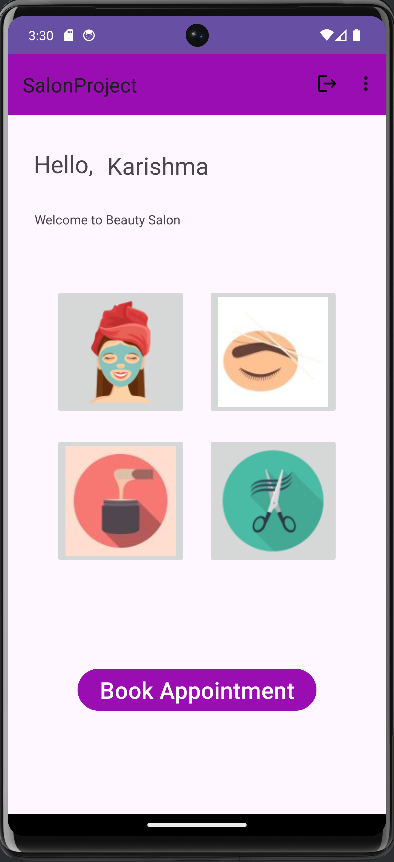 3:30
SalonProject
Hello, Karishma
Welcome to Beauty Salon
Book Appointment